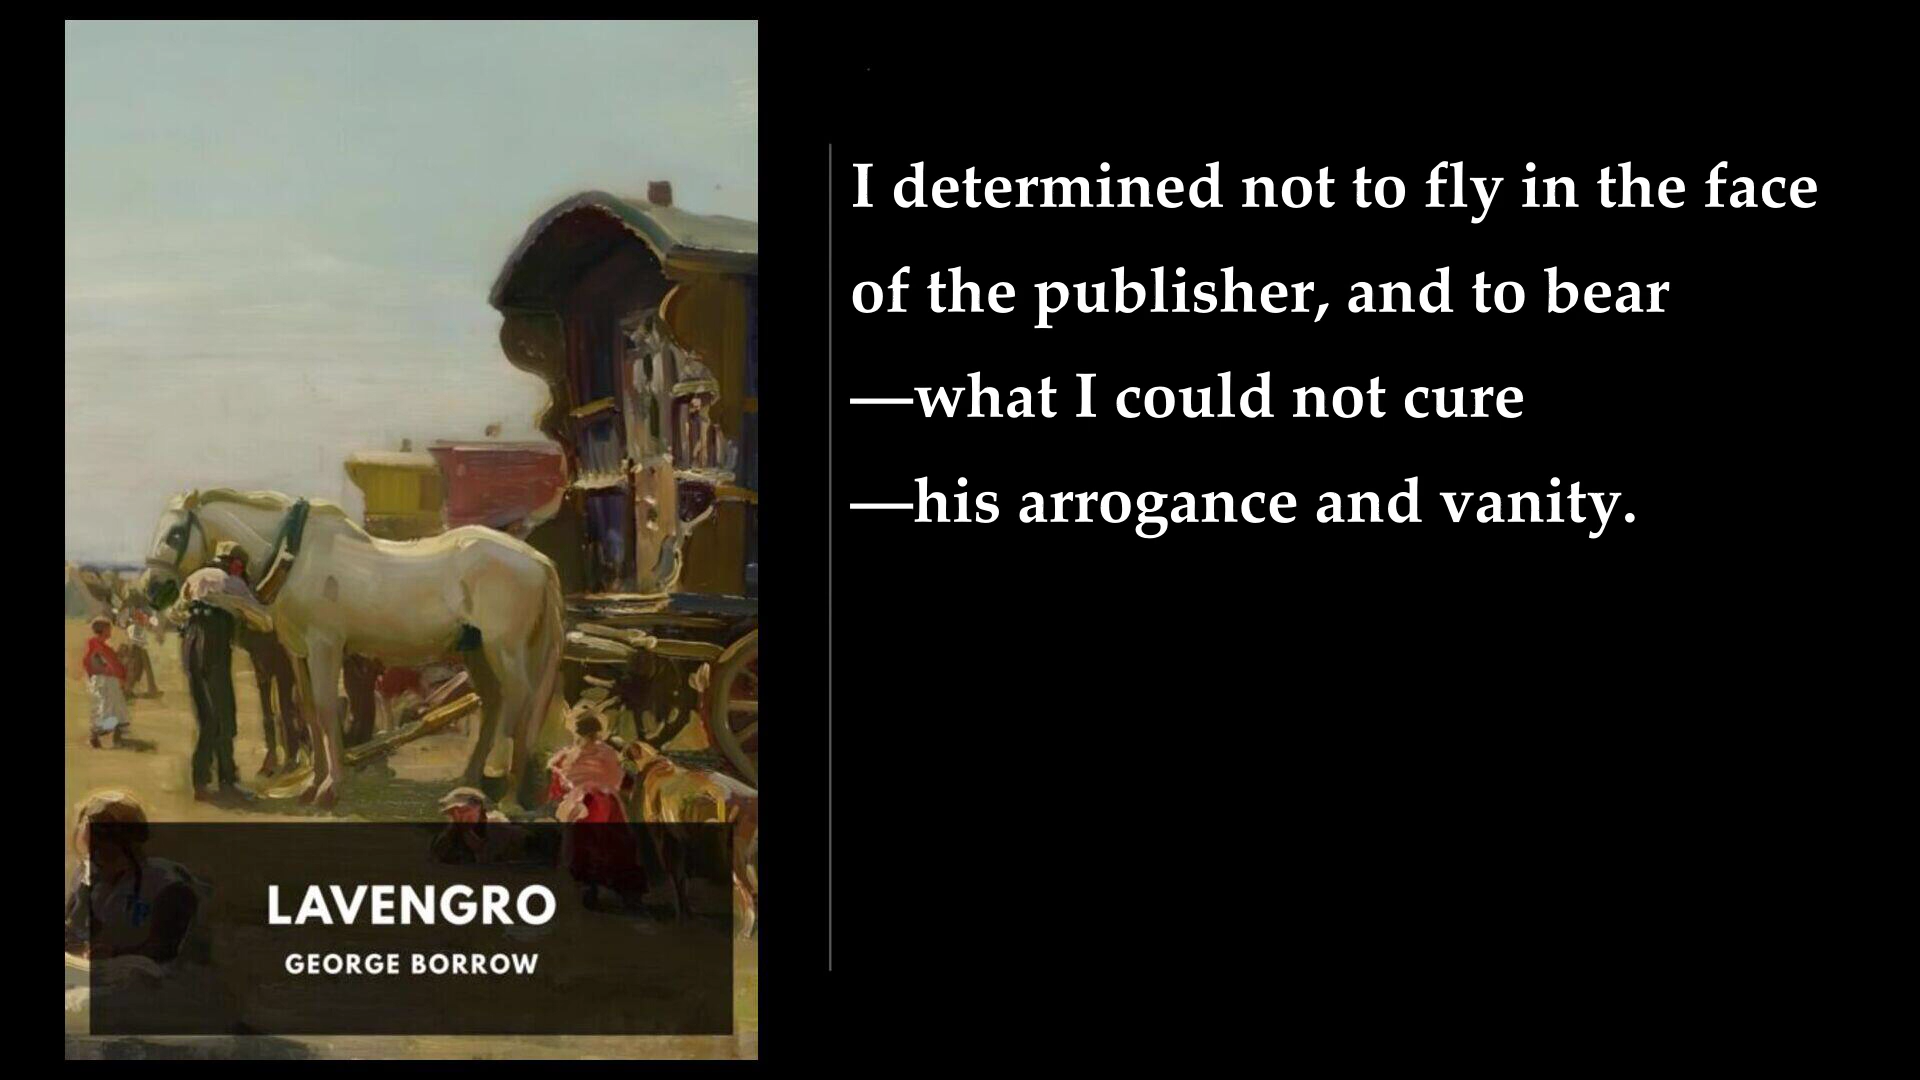 I determined not to fly in the face
of the publisher, and to bear
—what I could not cure
—his arrogance and vanity.
LAVENGRO
GEORGE BORROW